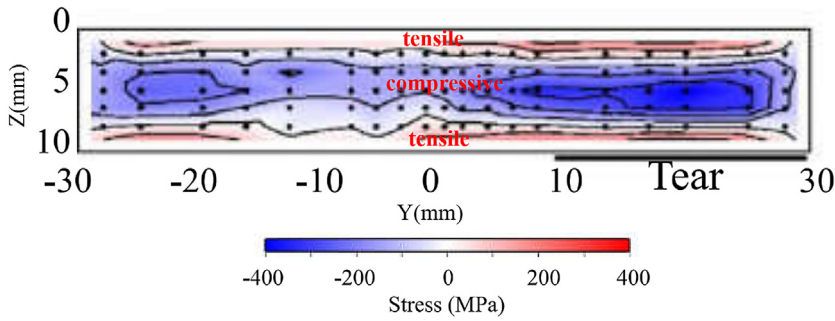 0
tensile
Z(mm)
5
compressive
10
tensile
-30 -20 -10 0 10 Tear 30
Y(mm)
-400 -200 0 200 400
Stress (MPa)